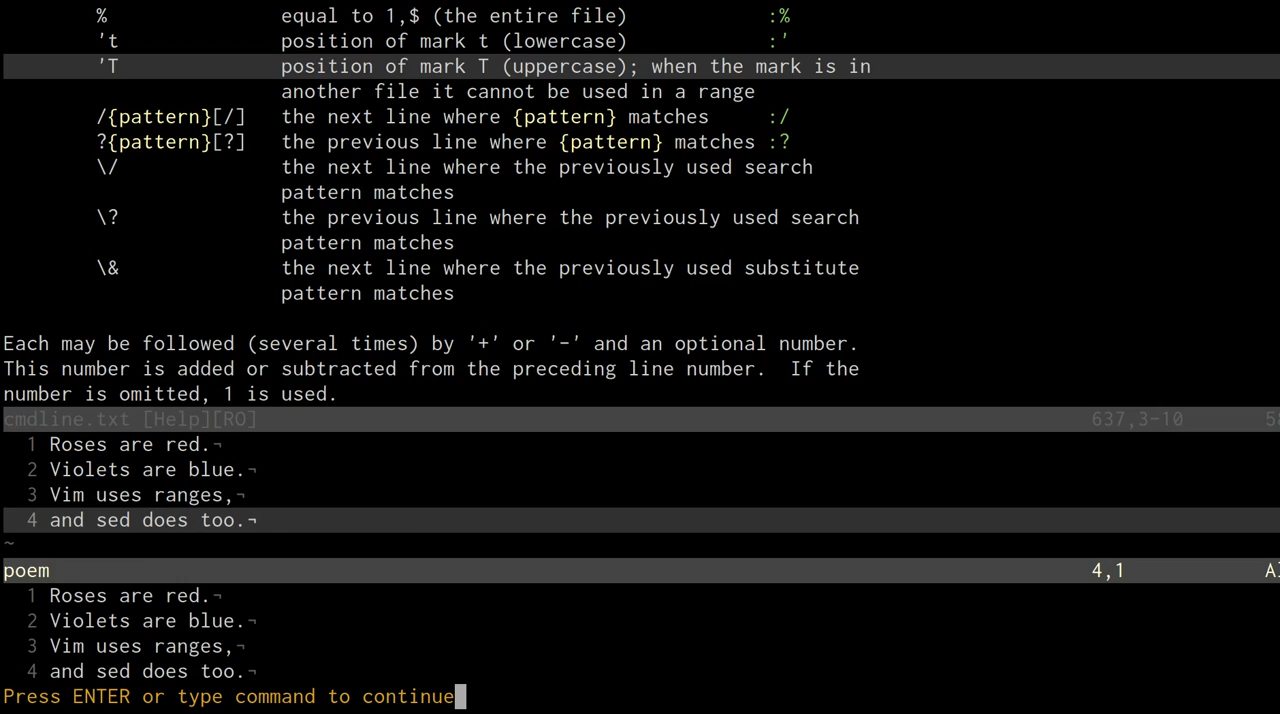 % equal to 1,$ (the entire file) :%
't position of mark t (lowercase) :'
'T position of mark T (uppercase); when the mark is in
another file it cannot be used in a range
/{pattern}[/] the next line where {pattern} matches :/
?{pattern}[?] the previous line where {pattern} matches :?
\/ the next line where the previously used search
pattern matches
\? the previous line where the previously used search
pattern matches
\& the next line where the previously used substitute
pattern matches
Each may be followed (several times) by '+' or '-' and an optional number.
This number is added or subtracted from the preceding line number. If the
number is omitted, 1 is used.
cmdline.txt [Help][RO] 637,3-10
1 Roses are red.¬
2 Violets are blue.¬
3 Vim uses ranges,¬
4 and sed does too.¬
~
poem 4,1
1 Roses are red.¬
2 Violets are blue.¬
3 Vim uses ranges,¬
4 and sed does too.¬
Press ENTER or type command to continue